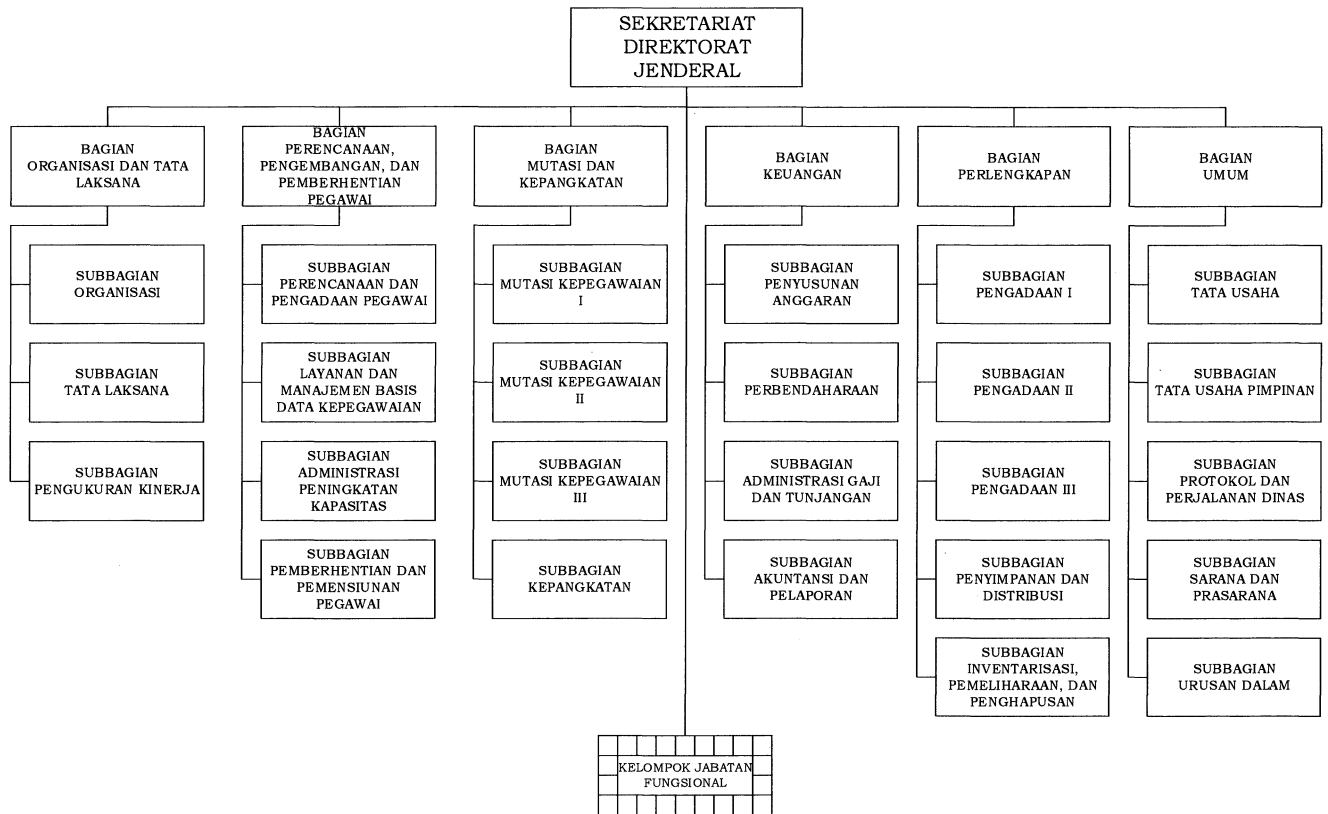 SEKRETARIAT
DIREKTORAT
JENDERAL
BAGIAN
ORGANISASI DAN TATA
LAKSANA
BAGIAN
PERENCANAAN,
PENGEMBANGAN, DAN
PEMBERHENTIAN
PEGAWAI
BAGIAN
MUTASI DAN
KEPANGKATAN
BAGIAN
KEUANGAN
BAGIAN
PERLENGKAPAN
BAGIAN
UMUM
SUBBAGIAN
ORGANISASI
SUBBAGIAN
TATA LAKSANA
SUBBAGIAN
PENGUKURAN KINERJA
SUBBAGIAN
PERENCANAAN DAN
PENGADAAN PEGAWAI
SUBBAGIAN
LAYANAN DAN
MANAJEMEN BASIS
DATA KEPEGAWAIAN
SUBBAGIAN
ADMINISTRASI
PENINGKATAN
KAPASITAS
SUBBAGIAN
PEMBERHENTIAN DAN
PEMENSIUNAN
PEGAWAI
SUBBAGIAN
MUTASI KEPEGAWAIAN
I
SUBBAGIAN
MUTASI KEPEGAWAIAN
II
SUBBAGIAN
MUTASI KEPEGAWAIAN
III
SUBBAGIAN
KEPANGKATAN
SUBBAGIAN
PENYUSUNAN
ANGGARAN
SUBBAGIAN
PERBENDAHARAAN
SUBBAGIAN
ADMINISTRASI GAJI
DAN TUNJANGAN
SUBBAGIAN
AKUNTANSI DAN
PELAPORAN
SUBBAGIAN
PENGADAAN I
SUBBAGIAN
PENGADAAN II
SUBBAGIAN
PENGADAAN III
SUBBAGIAN
PENYIMPANAN DAN
DISTRIBUSI
SUBBAGIAN
INVENTARISASI,
PEMELIHARAAN, DAN
PENGHAPUSAN
SUBBAGIAN
TATA USAHA
SUBBAGIAN
TATA USAHA PIMPINAN
SUBBAGIAN
PROTOKOL DAN
PERJALANAN DINAS
SUBBAGIAN
SARANA DAN
PRASARANA
SUBBAGIAN
URUSAN DALAM
KELOMPOK JABATAN
FUNGSIONAL